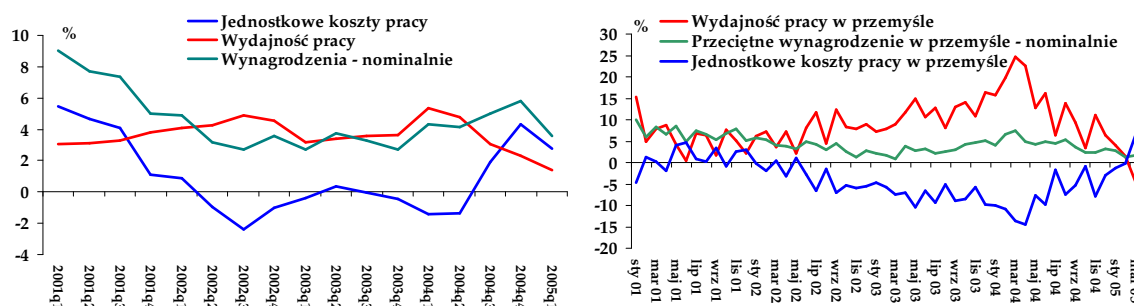 %
Jednostkowe koszty pracy
Wydajność pracy
Wynagrodzenia - nominalnie
10
8
6
4
2
0
-2
-4
2001q1
2001q2
2001q3
2001q4
2002q1
2002q2
2002q3
2002q4
2003q1
2003q2
2003q3
2003q4
2004q1
2004q2
2004q3
2004q4
2005q1
%
Wydajność pracy w przemyśle
Przeciętne wynagrodzenie w przemyśle - nominalnie
Jednostkowe koszty pracy w przemyśle
30
25
20
15
10
5
0
-5
-10
-15
-20
sty 01
mar 01
maj 01
lip 01
wrz 01
lis 01
sty 02
mar 02
maj 02
lip 02
wrz 02
lis 02
sty 03
mar 03
maj 03
lip 03
wrz 03
lis 03
sty 04
mar 04
maj 04
lip 04
wrz 04
lis 04
sty 05